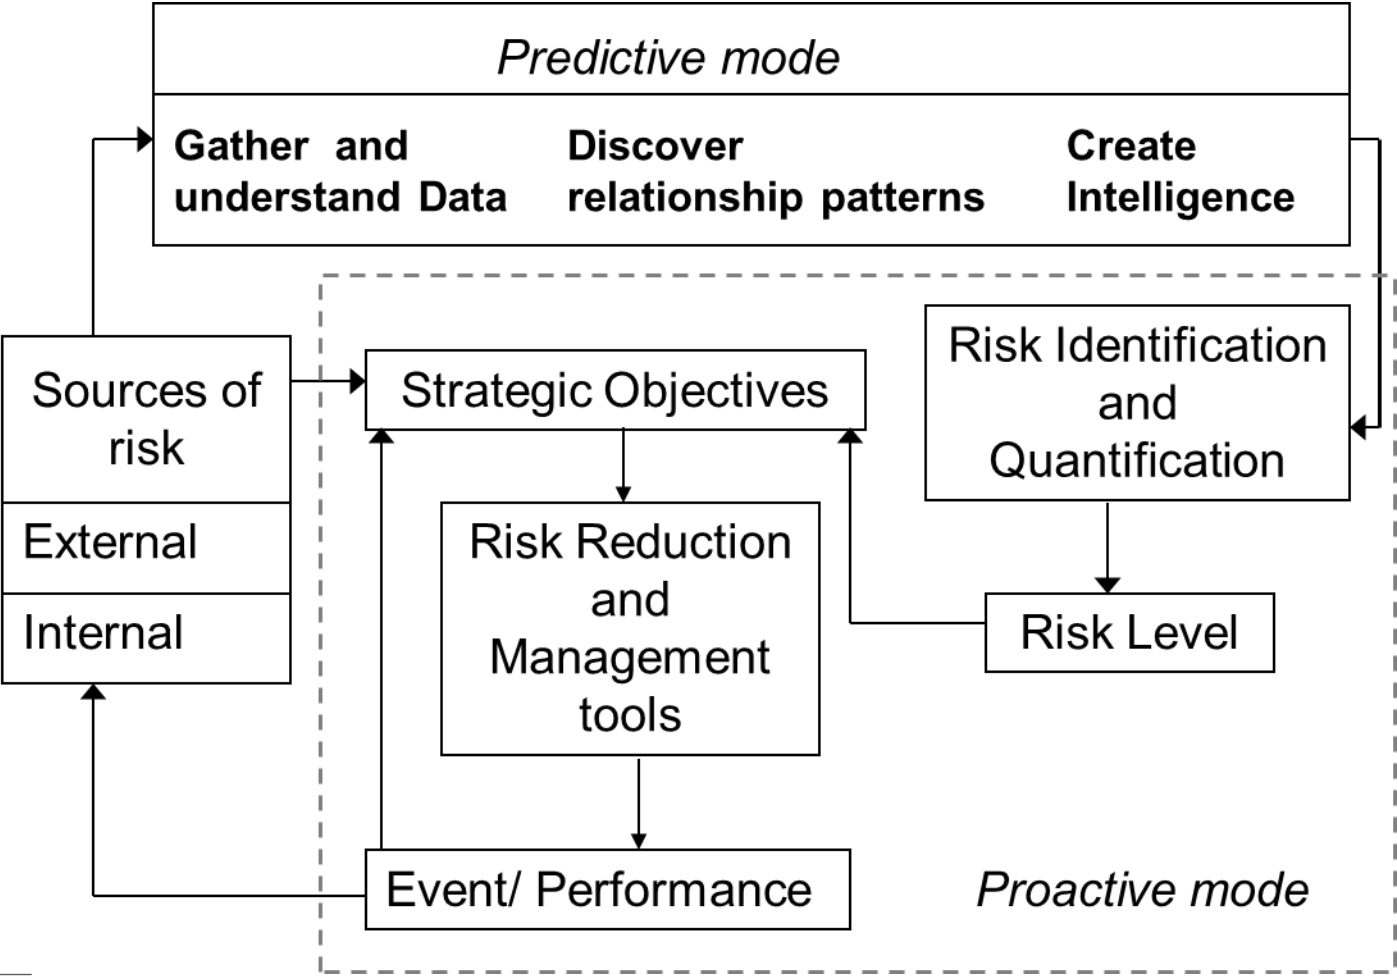 Predictive mode
Gather and
understand Data
Discover
relationship patterns
Create
Intelligence
Sources of
risk
External
Internal
Strategic Objectives
Risk Reduction
and
Management
tools
Event/ Performance
Risk Identification
and
Quantification
Risk Level
Proactive mode